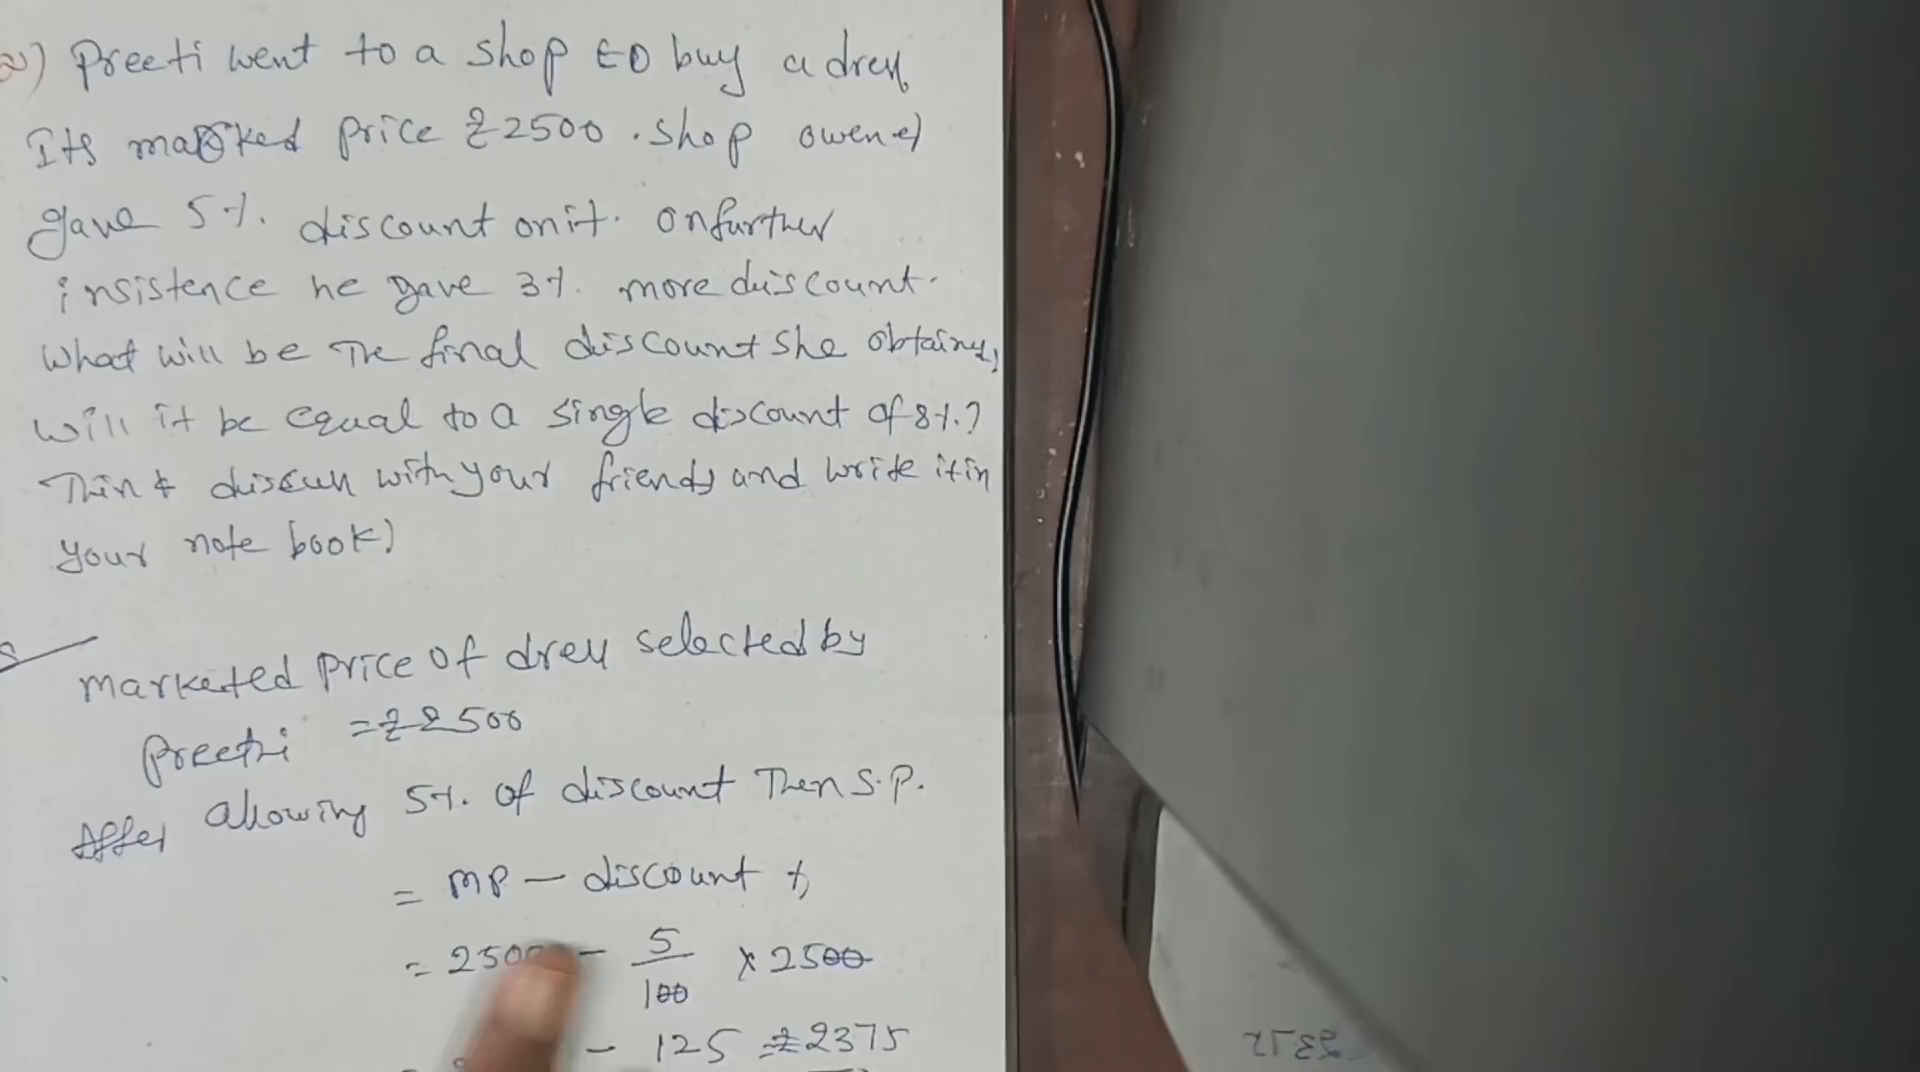 2) Preeti went to a shop to buy a dress.
Its marked price ₹2500. shop owener
gave 5%. discount on it. on further
insistence he gave 3%. more discount.
What will be The final discount she obtains,
will it be equal to a single discount of 8%.?
Think discuss with your friends and write it in
your note book)
marketed price of dress selected by
Preethi = ₹2500
After allowing 5%. of discount Then S.P.
= MP - discount
= 2500 - 5/100 × 2500
- 125 = ₹2375